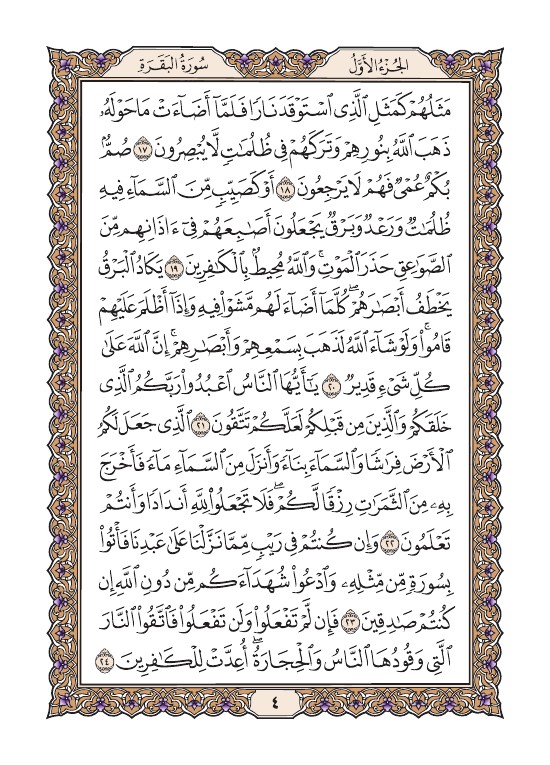 الجُزْءُ الأَوَّلُ
سُورَةُ البَقَرَةِ
مَثَلُهُمْ كَمَثَلِ ٱلَّذِى ٱسْتَوْقَدَ نَارًا فَلَمَّآ أَضَآءَتْ مَا حَوْلَهُۥ
ذَهَبَ ٱللَّهُ بِنُورِهِمْ وَتَرَكَهُمْ فِى ظُلُمَٰتٍ لَّا يُبْصِرُونَ ١٧ صُمٌّۢ
بُكْمٌ عُمْىٌ فَهُمْ لَا يَرْجِعُونَ ١٨ أَوْ كَصَيِّبٍ مِّنَ ٱلسَّمَآءِ فِيهِ
ظُلُمَٰتٌ وَرَعْدٌ وَبَرْقٌ يَجْعَلُونَ أَصَٰبِعَهُمْ فِىٓ ءَاذَانِهِم مِّنَ
ٱلصَّوَٰعِقِ حَذَرَ ٱلْمَوْتِ ۚ وَٱللَّهُ مُحِيطٌۢ بِٱلْكَٰفِرِينَ ١٩ يَكَادُ ٱلْبَرْقُ
يَخْطَفُ أَبْصَٰرَهُمْ ۖ كُلَّمَآ أَضَآءَ لَهُم مَّشَوْا۟ فِيهِ وَإِذَآ أَظْلَمَ عَلَيْهِمْ
قَامُوا۟ ۚ وَلَوْ شَآءَ ٱللَّهُ لَذَهَبَ بِسَمْعِهِمْ وَأَبْصَٰرِهِمْ ۚ إِنَّ ٱللَّهَ عَلَىٰ
كُلِّ شَىْءٍ قَدِيرٌ ٢٠ يَٰٓأَيُّهَا ٱلنَّاسُ ٱعْبُدُوا۟ رَبَّكُمُ ٱلَّذِى
خَلَقَكُمْ وَٱلَّذِينَ مِن قَبْلِكُمْ لَعَلَّكُمْ تَتَّقُونَ ٢١ ٱلَّذِى جَعَلَ لَكُمُ
ٱلْأَرْضَ فِرَٰشًا وَٱلسَّمَآءَ بِنَآءً وَأَنزَلَ مِنَ ٱلسَّمَآءِ مَآءً فَأَخْرَجَ
بِهِۦ مِنَ ٱلثَّمَرَٰتِ رِزْقًا لَّكُمْ ۖ فَلَا تَجْعَلُوا۟ لِلَّهِ أَندَادًا وَأَنتُمْ
تَعْلَمُونَ ٢٢ وَإِن كُنتُمْ فِى رَيْبٍ مِّمَّا نَزَّلْنَا عَلَىٰ عَبْدِنَا فَأْتُوا۟
بِسُورَةٍ مِّن مِّثْلِهِۦ وَٱدْعُوا۟ شُهَدَآءَكُم مِّن دُونِ ٱللَّهِ إِن
كُنتُمْ صَٰدِقِينَ ٢٣ فَإِن لَّمْ تَفْعَلُوا۟ وَلَن تَفْعَلُوا۟ فَٱتَّقُوا۟ ٱلنَّارَ
ٱلَّتِى وَقُودُهَا ٱلنَّاسُ وَٱلْحِجَارَةُ ۖ أُعِدَّتْ لِلْكَٰفِرِينَ ٢٤
٤